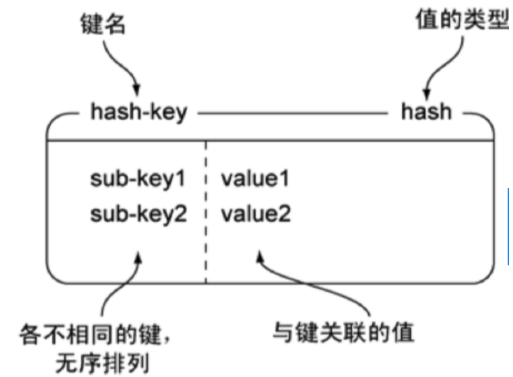 键名 值的类型
hash-key hash
sub-key1 value1
sub-key2 value2
各不相同的键， 与键关联的值
无序排列